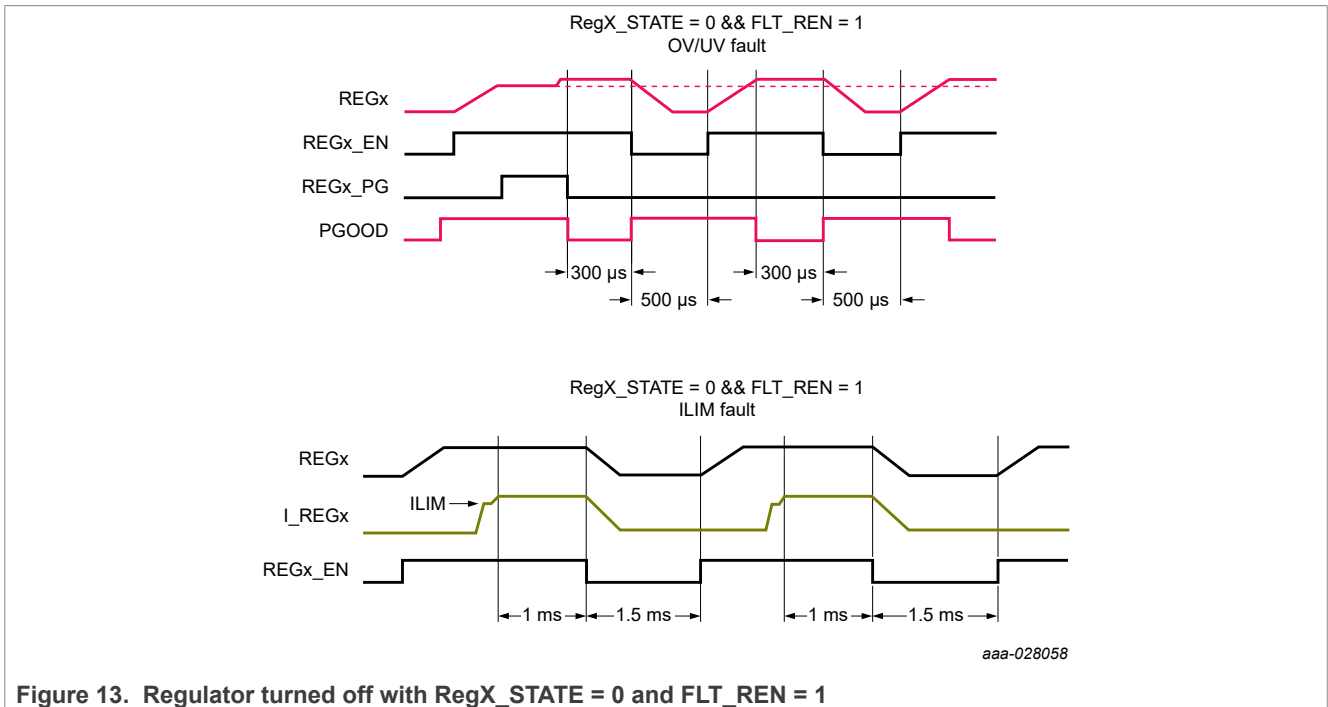 RegX_STATE = 0 && FLT_REN = 1
OV/UV fault
REGx
REGx_EN
REGx_PG
PGOOD
300 µs
300 µs
500 µs
500 µs
RegX_STATE = 0 && FLT_REN = 1
ILIM fault
REGx
ILIM
I_REGx
REGx_EN
1 ms
1.5 ms
1 ms
1.5 ms
aaa-028058
Figure 13. Regulator turned off with RegX_STATE = 0 and FLT_REN = 1